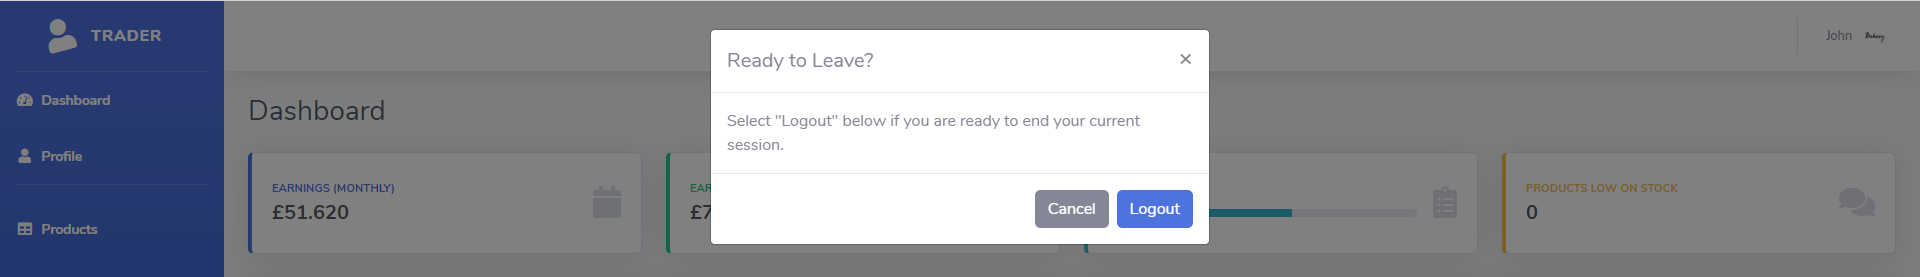 TRADER
Dashboard
Profile
Products
John
Dashboard
EARNINGS (MONTHLY)
£51.620
EAR
£7
PRODUCTS LOW ON STOCK
0
Ready to Leave?
×
Select "Logout" below if you are ready to end your current
session.
Cancel
Logout